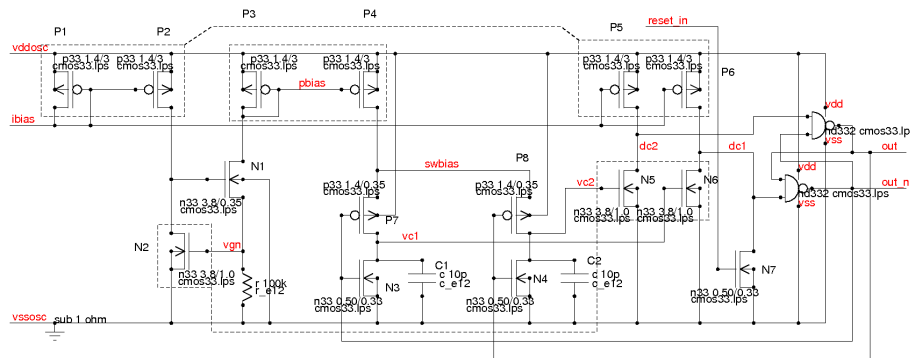 P1
P2
P3
P4
P5
reset_in
vddosc
p33 1.4/3
cmos33.lps
p33 1.4/3
cmos33.lps
p33 1.4/3
cmos33.lps
p33 1.4/3
cmos33.lps
p33 1.4/3
cmos33.lps
p33 1.4/3
cmos33.lps
P6
pbias
ibias
vdd
nd332 cmos33.lps
vss
out
dc2
dc1
N1
swbias
P8
vdd
n33 3.8/0.35
cmos33.lps
p33 1.4/0.35
cmos33.lps
p33 1.4/0.35
cmos33.lps
vc2
N5
N6
out_n
nd332 cmos33.lps
vss
n33 3.8/1.0
cmos33.lps
n33 3.8/1.0
cmos33.lps
P7
N2
vgn
vc1
n33 3.8/1.0
cmos33.lps
r 100k
r_e12
N3
C1
c 10p
c_e12
N4
C2
c 10p
c_e12
N7
n33 0.50/0.33
cmos33.lps
n33 0.50/0.33
cmos33.lps
n33 0.50/0.33
cmos33.lps
vssosc
sub 1 ohm